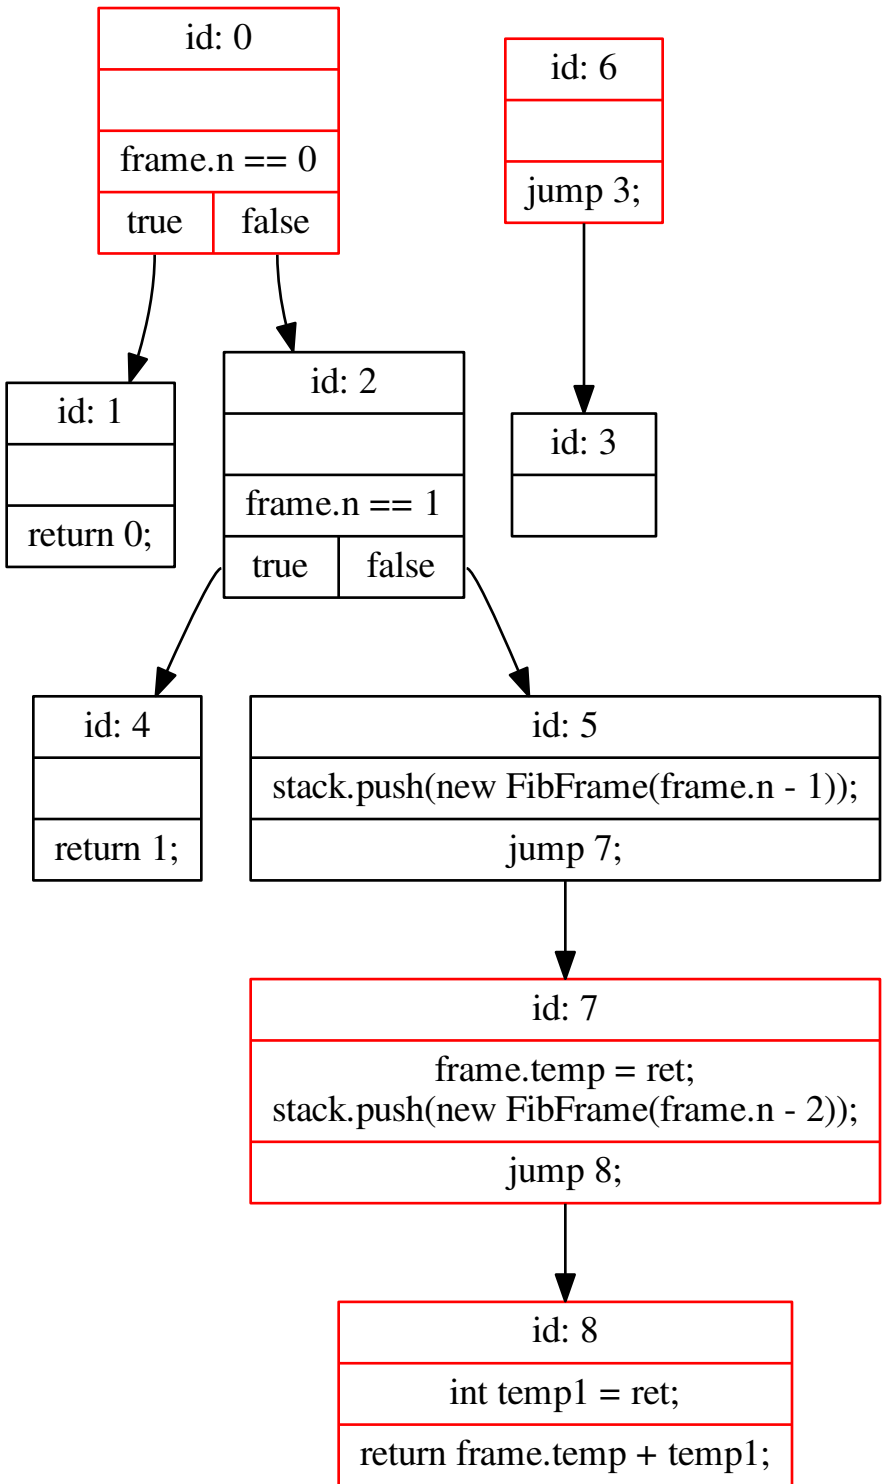 id: 0
frame.n == 0
true false
id: 6
jump 3;
id: 1
return 0;
id: 2
frame.n == 1
true false
id: 3
id: 4
return 1;
id: 5
stack.push(new FibFrame(frame.n - 1));
jump 7;
id: 7
frame.temp = ret;
stack.push(new FibFrame(frame.n - 2));
jump 8;
id: 8
int temp1 = ret;
return frame.temp + temp1;